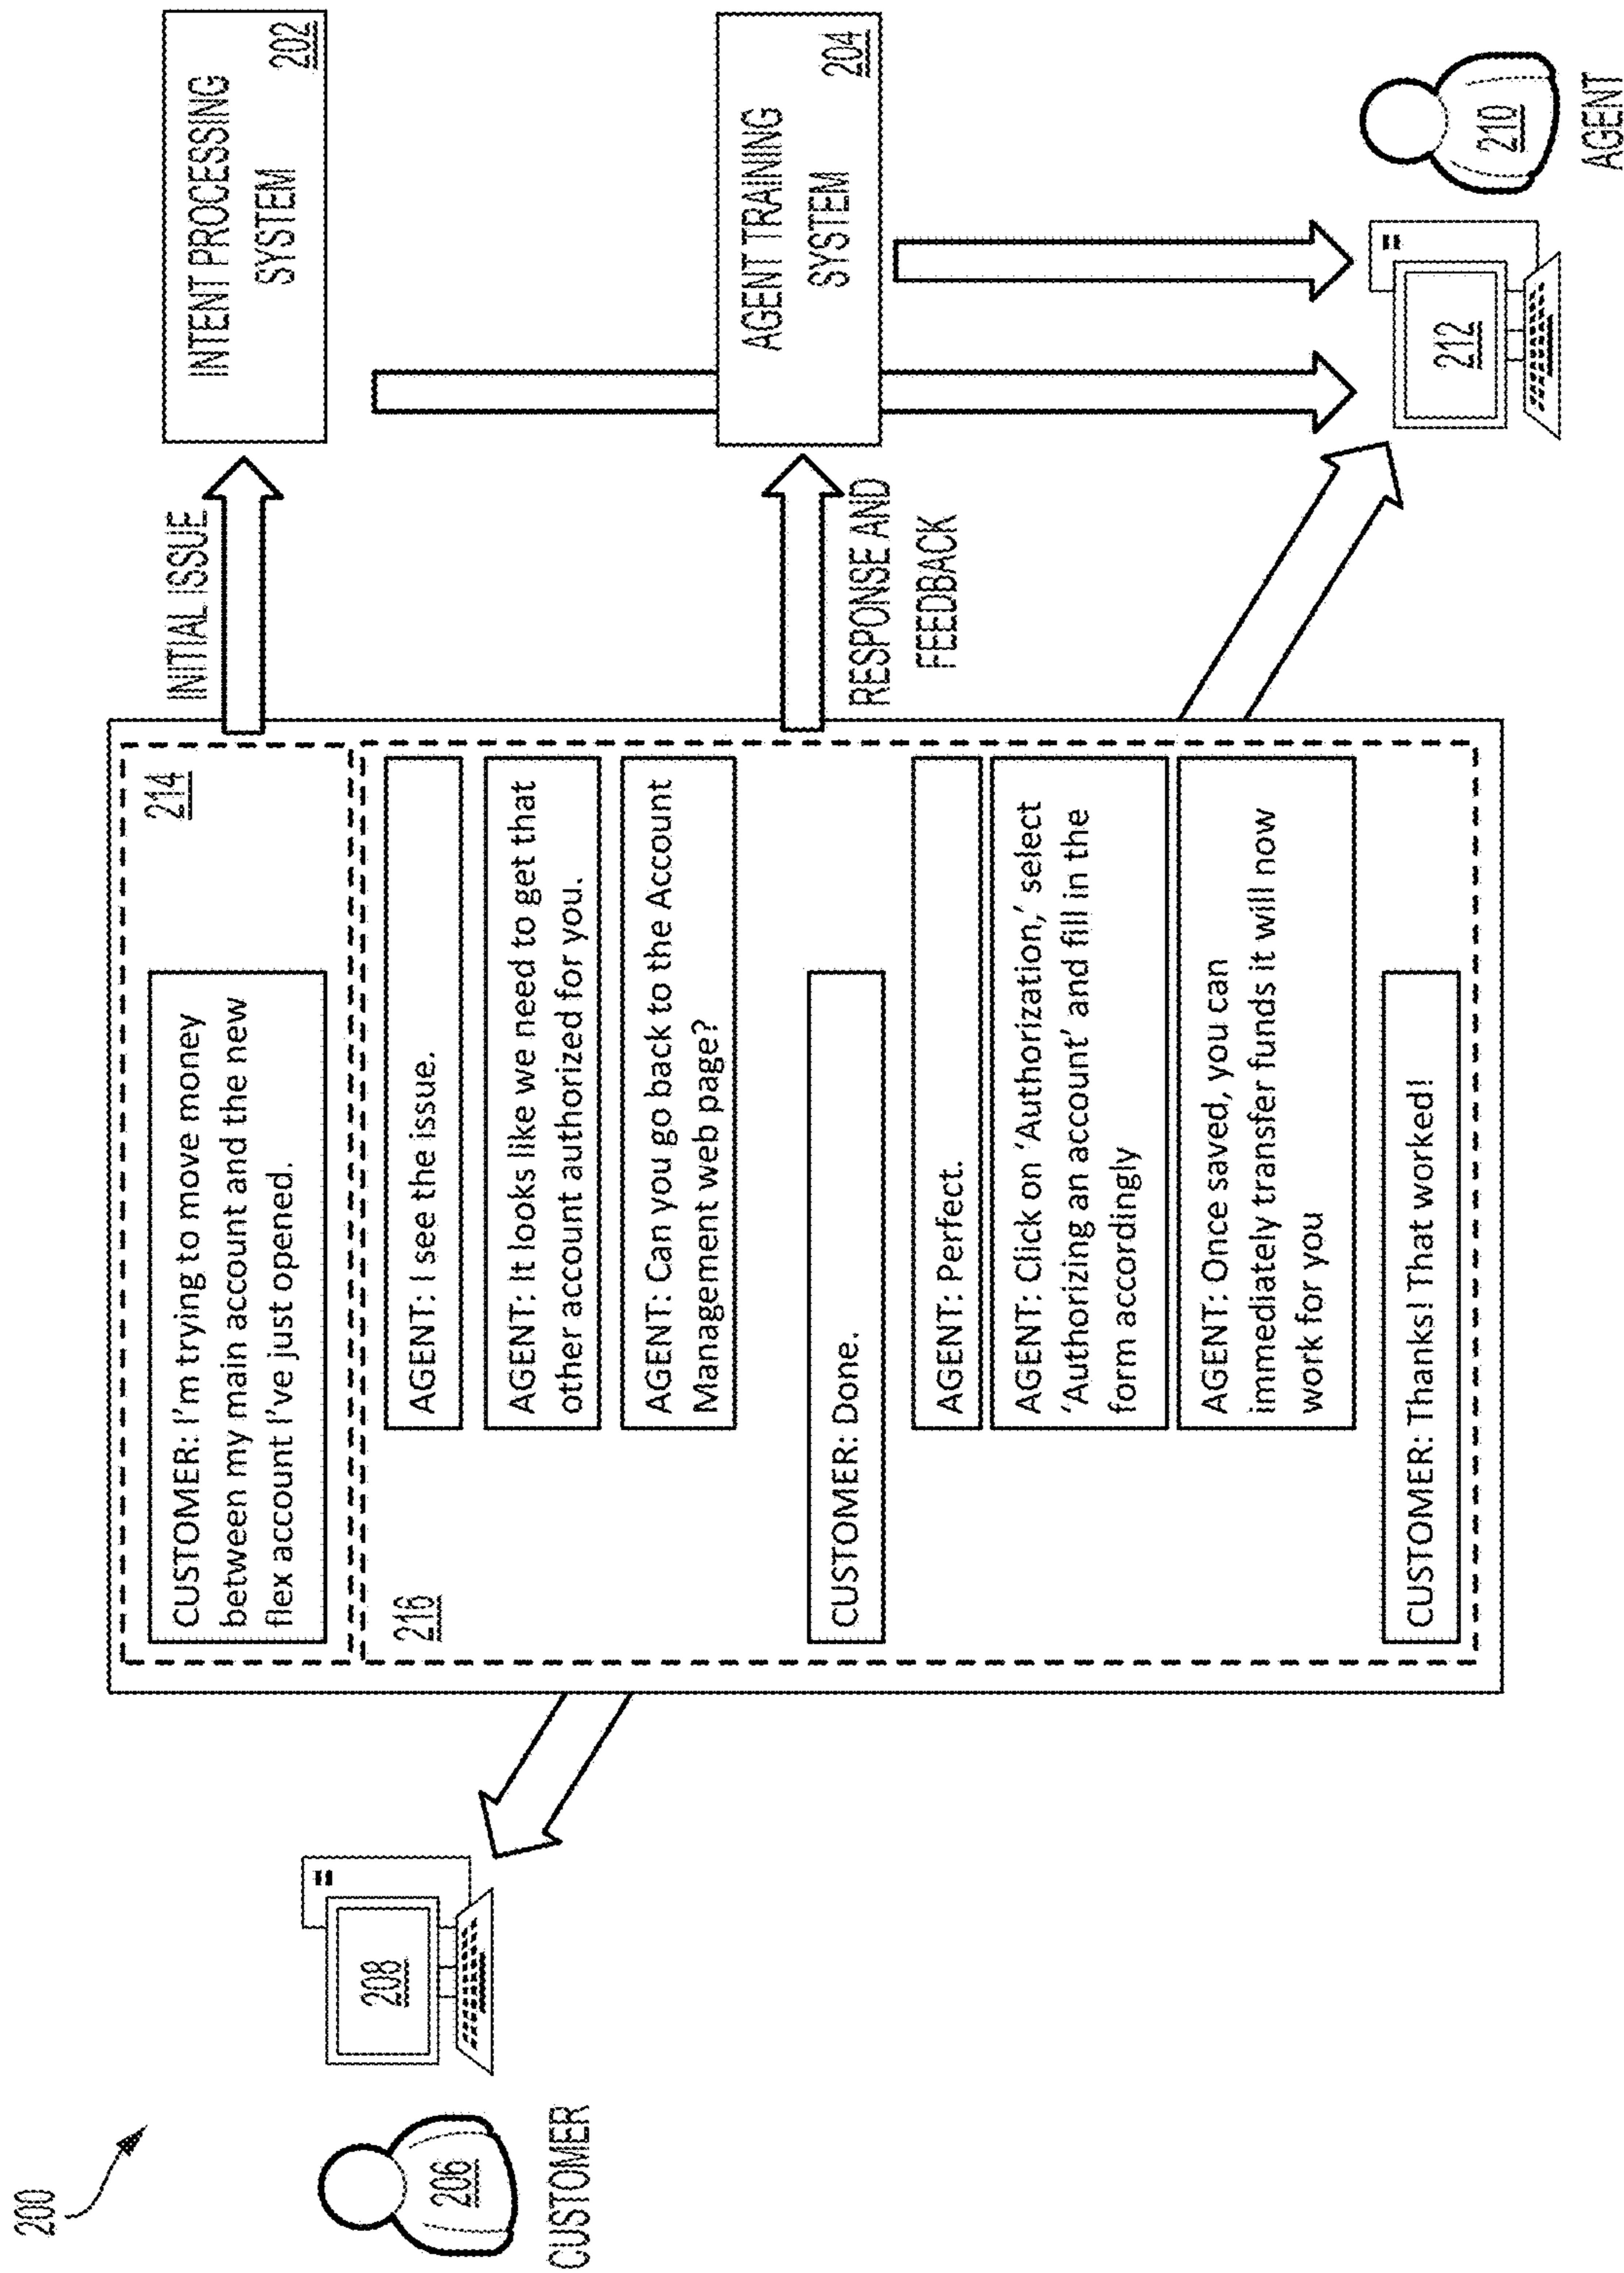 200
206
CUSTOMER
208
214
CUSTOMER: I'm trying to move money
between my main account and the new
flex account I've just opened.
216
AGENT: I see the issue.
AGENT: It looks like we need to get that
other account authorized for you.
AGENT: Can you go back to the Account
Management web page?
CUSTOMER: Done.
AGENT: Perfect.
AGENT: Click on 'Authorization,' select
'Authorizing an account' and fill in the
form accordingly
AGENT: Once saved, you can
immediately transfer funds it will now
work for you
CUSTOMER: Thanks! That worked!
INITIAL ISSUE
RESPONSE AND
FEEDBACK
INTENT PROCESSING
SYSTEM
202
AGENT TRAINING
SYSTEM
204
212
210
AGENT